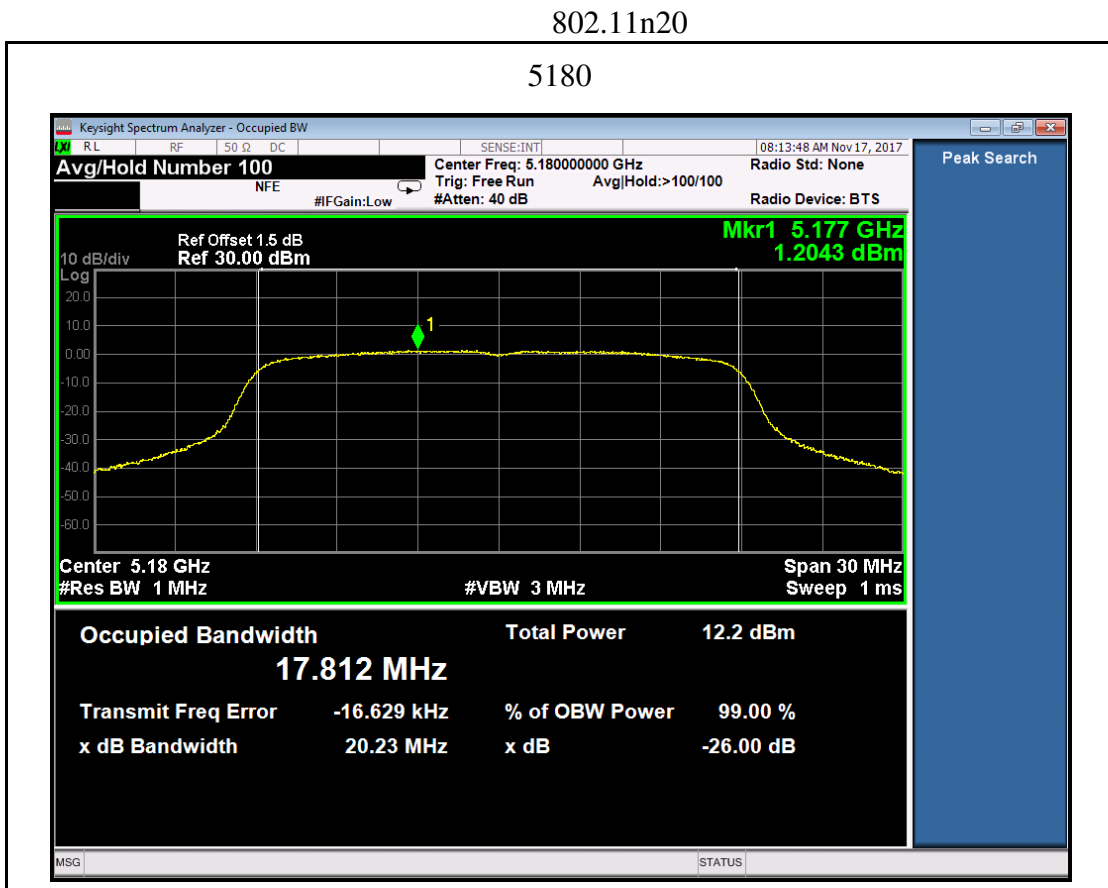 802.11n20
5180
Keysight Spectrum Analyzer - Occupied BW
LXI RL RF 50 Ω DC SENSE:INT 08:13:48 AM Nov 17, 2017
Avg/Hold Number 100 Center Freq: 5.180000000 GHz Radio Std: None
NFE Trig: Free Run Avg|Hold:>100/100
#IFGain:Low #Atten: 40 dB Radio Device: BTS
Peak Search
Mkr1 5.177 GHz
Ref Offset 1.5 dB
10 dB/div Ref 30.00 dBm 1.2043 dBm
Log
20.0
10.0
1
0.00
-10.0
-20.0
-30.0
-40.0
-50.0
-60.0
Center 5.18 GHz Span 30 MHz
#Res BW 1 MHz #VBW 3 MHz Sweep 1 ms
Occupied Bandwidth Total Power 12.2 dBm
17.812 MHz
Transmit Freq Error -16.629 kHz % of OBW Power 99.00 %
x dB Bandwidth 20.23 MHz x dB -26.00 dB
MSG STATUS